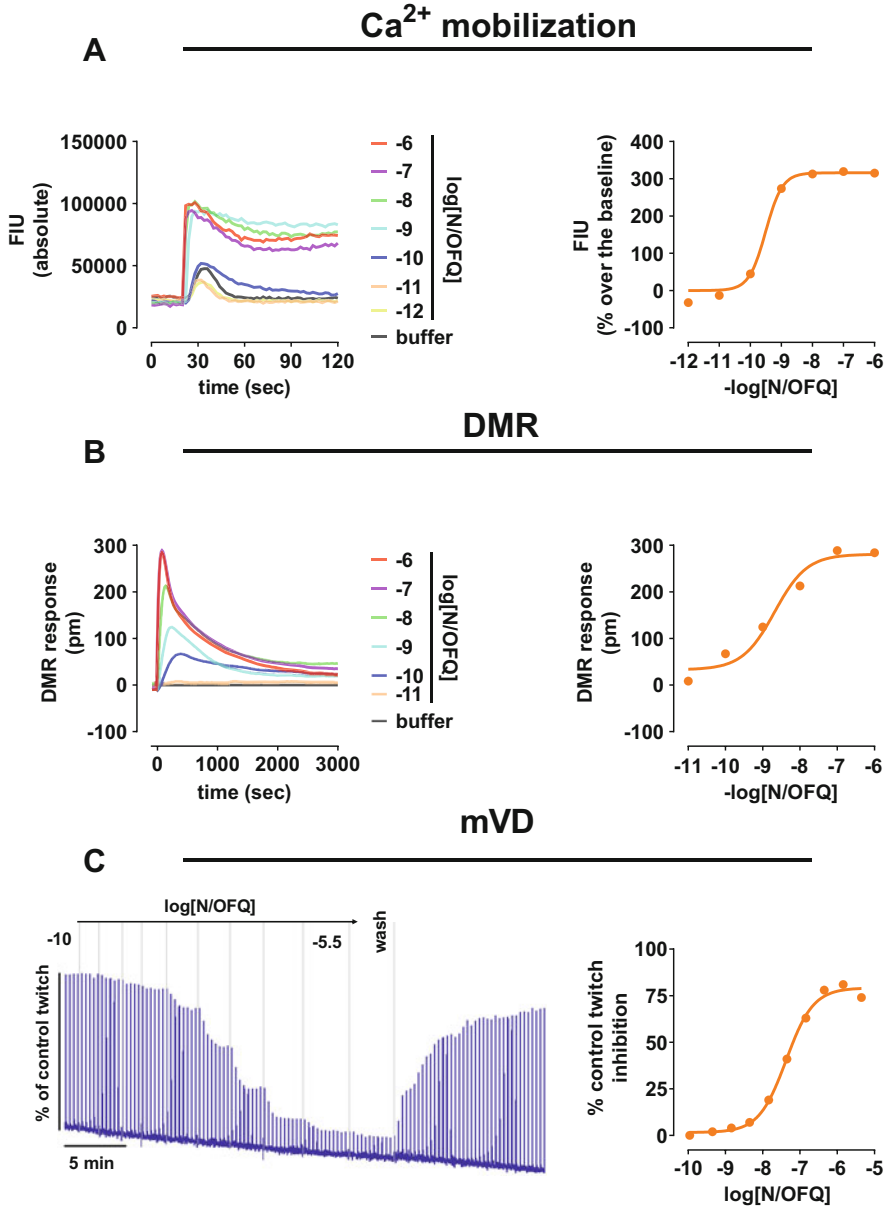 Ca²⁺ mobilization
A
150000
100000
50000
0
FIU
(absolute)
0 30 60 90 120
time (sec)
-6
-7
-8
-9
-10
-11
-12
buffer
log[N/OFQ]
400
300
200
100
0
-100
FIU
(% over the baseline)
-12 -11 -10 -9 -8 -7 -6
-log[N/OFQ]
DMR
B
300
200
100
0
-100
DMR response
(pm)
0 1000 2000 3000
time (sec)
-6
-7
-8
-9
-10
-11
buffer
log[N/OFQ]
300
200
100
0
-100
DMR response
(pm)
-11 -10 -9 -8 -7 -6
-log[N/OFQ]
mVD
C
log[N/OFQ]
-10
-5.5
wash
% of control twitch
5 min
100
75
50
25
0
% control twitch
inhibition
-10 -9 -8 -7 -6 -5
log[N/OFQ]